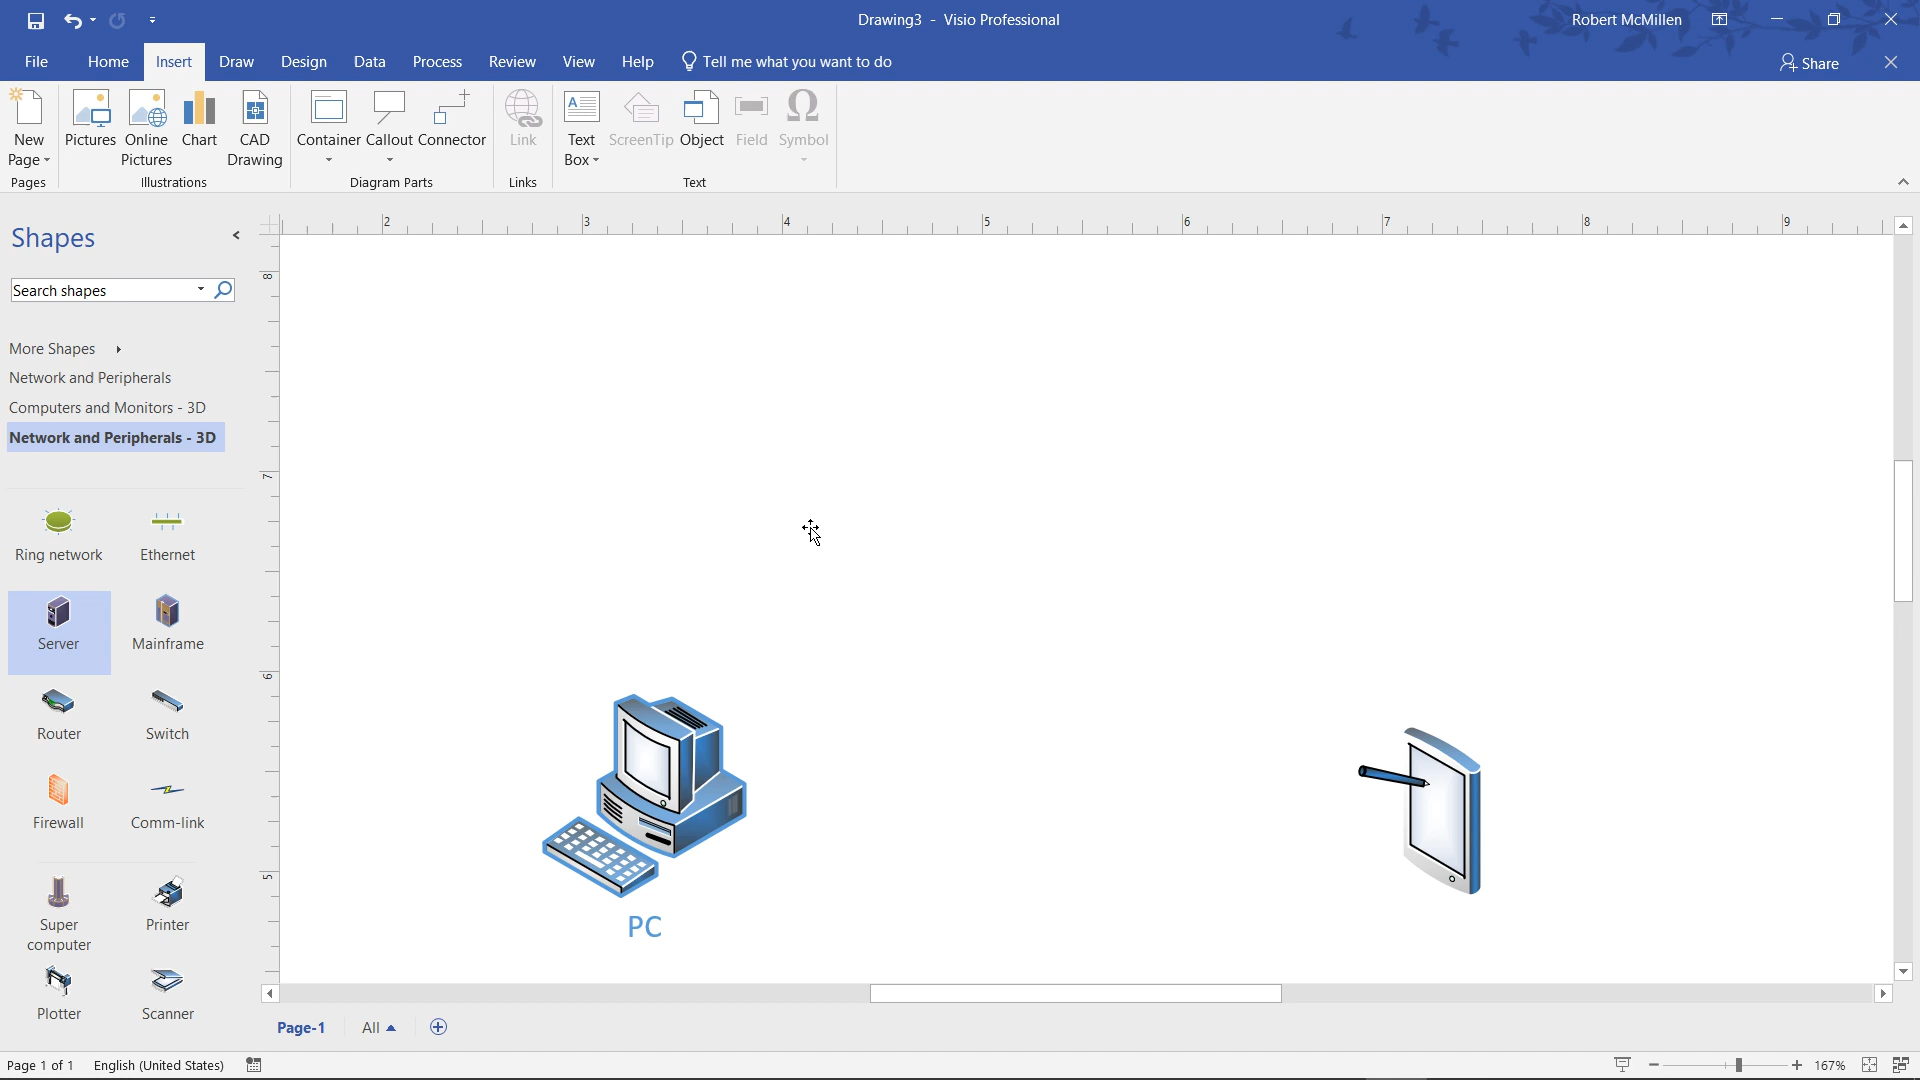 Drawing3 - Visio Professional
Robert McMillen
File Home Insert Draw Design Data Process Review View Help Tell me what you want to do
Share
New Page
Pictures
Online Pictures
Chart
CAD Drawing
Container
Callout
Connector
Link
Text Box
ScreenTip
Object
Field
Symbol
Pages
Illustrations
Diagram Parts
Links
Text
Shapes
Search shapes
More Shapes
Network and Peripherals
Computers and Monitors - 3D
Network and Peripherals - 3D
Ring network
Ethernet
Server
Mainframe
Router
Switch
Firewall
Comm-link
Super computer
Printer
Plotter
Scanner
2 3 4 5 6 7 8 9
8
7
6
5
PC
Page-1 All
Page 1 of 1 English (United States)
167%